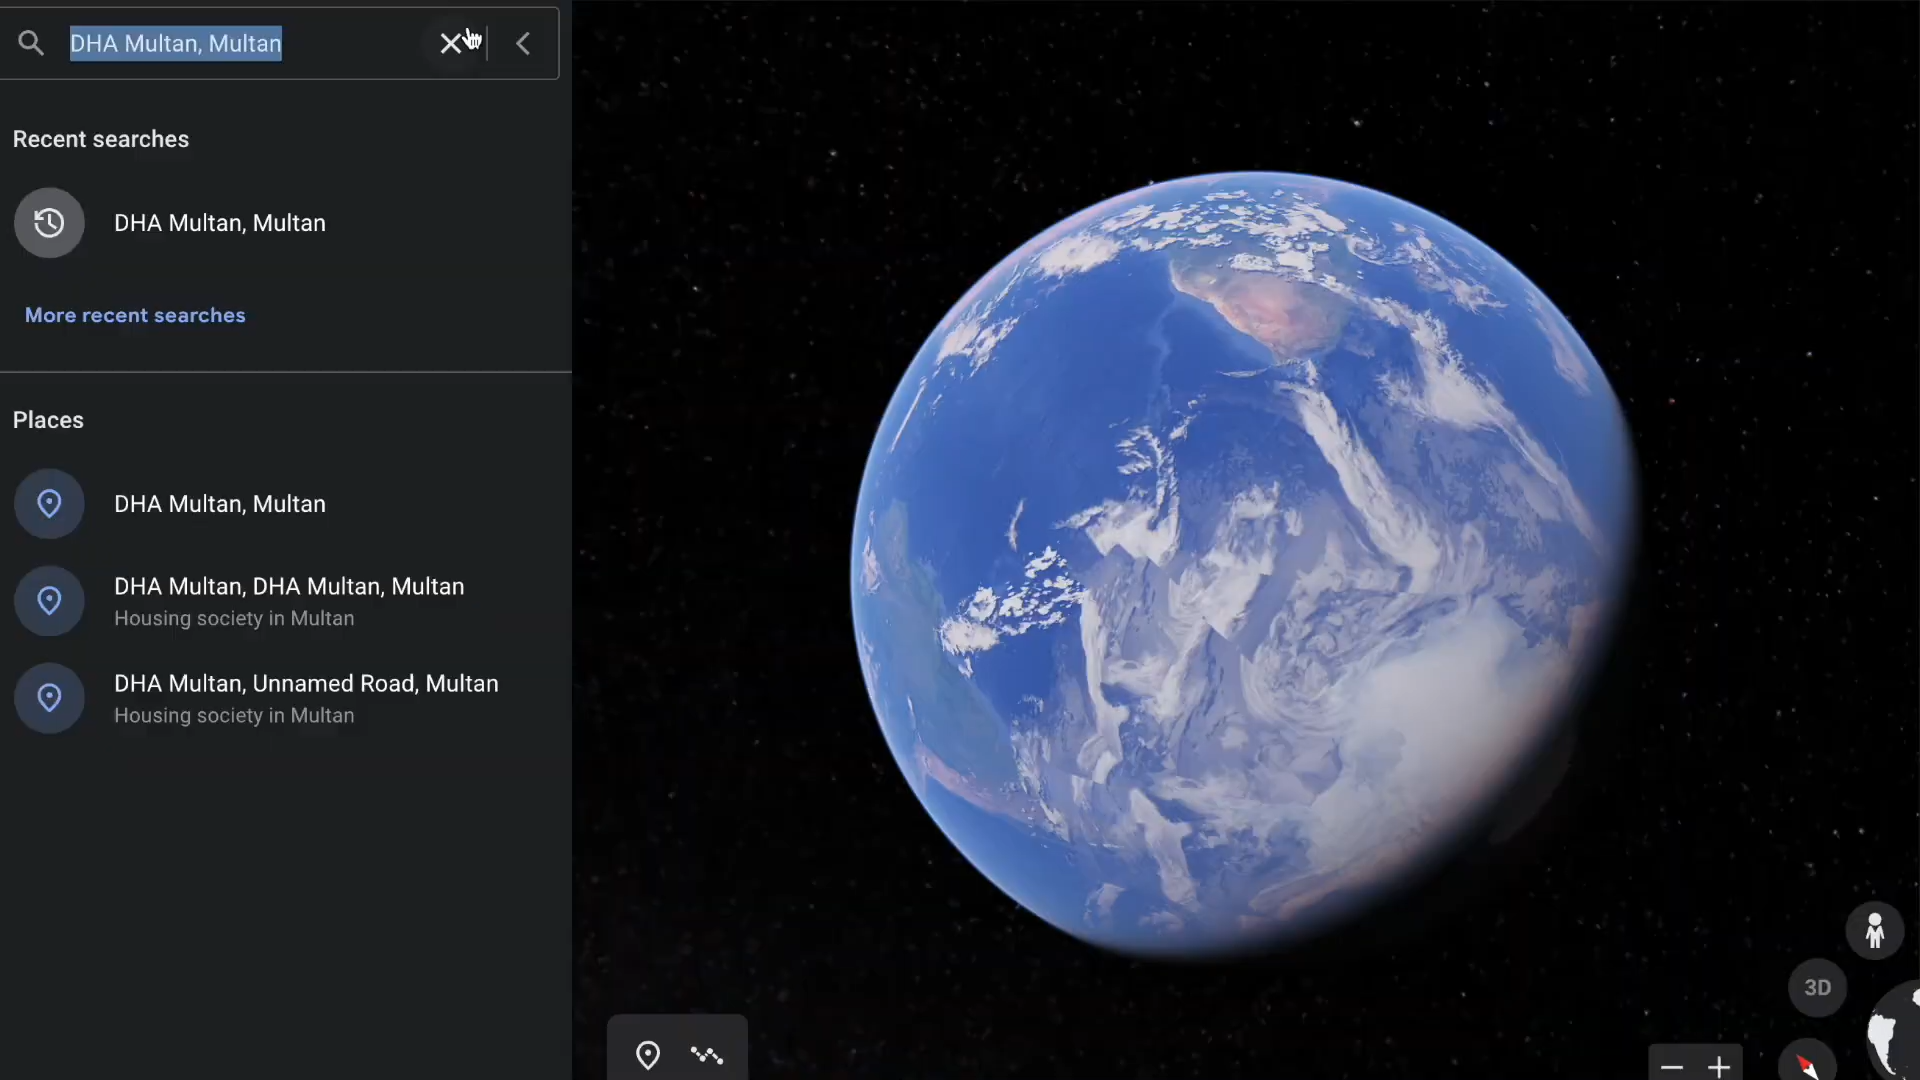 DHA Multan, Multan
Recent searches
DHA Multan, Multan
More recent searches
Places
DHA Multan, Multan
DHA Multan, DHA Multan, Multan
Housing society in Multan
DHA Multan, Unnamed Road, Multan
Housing society in Multan
3D